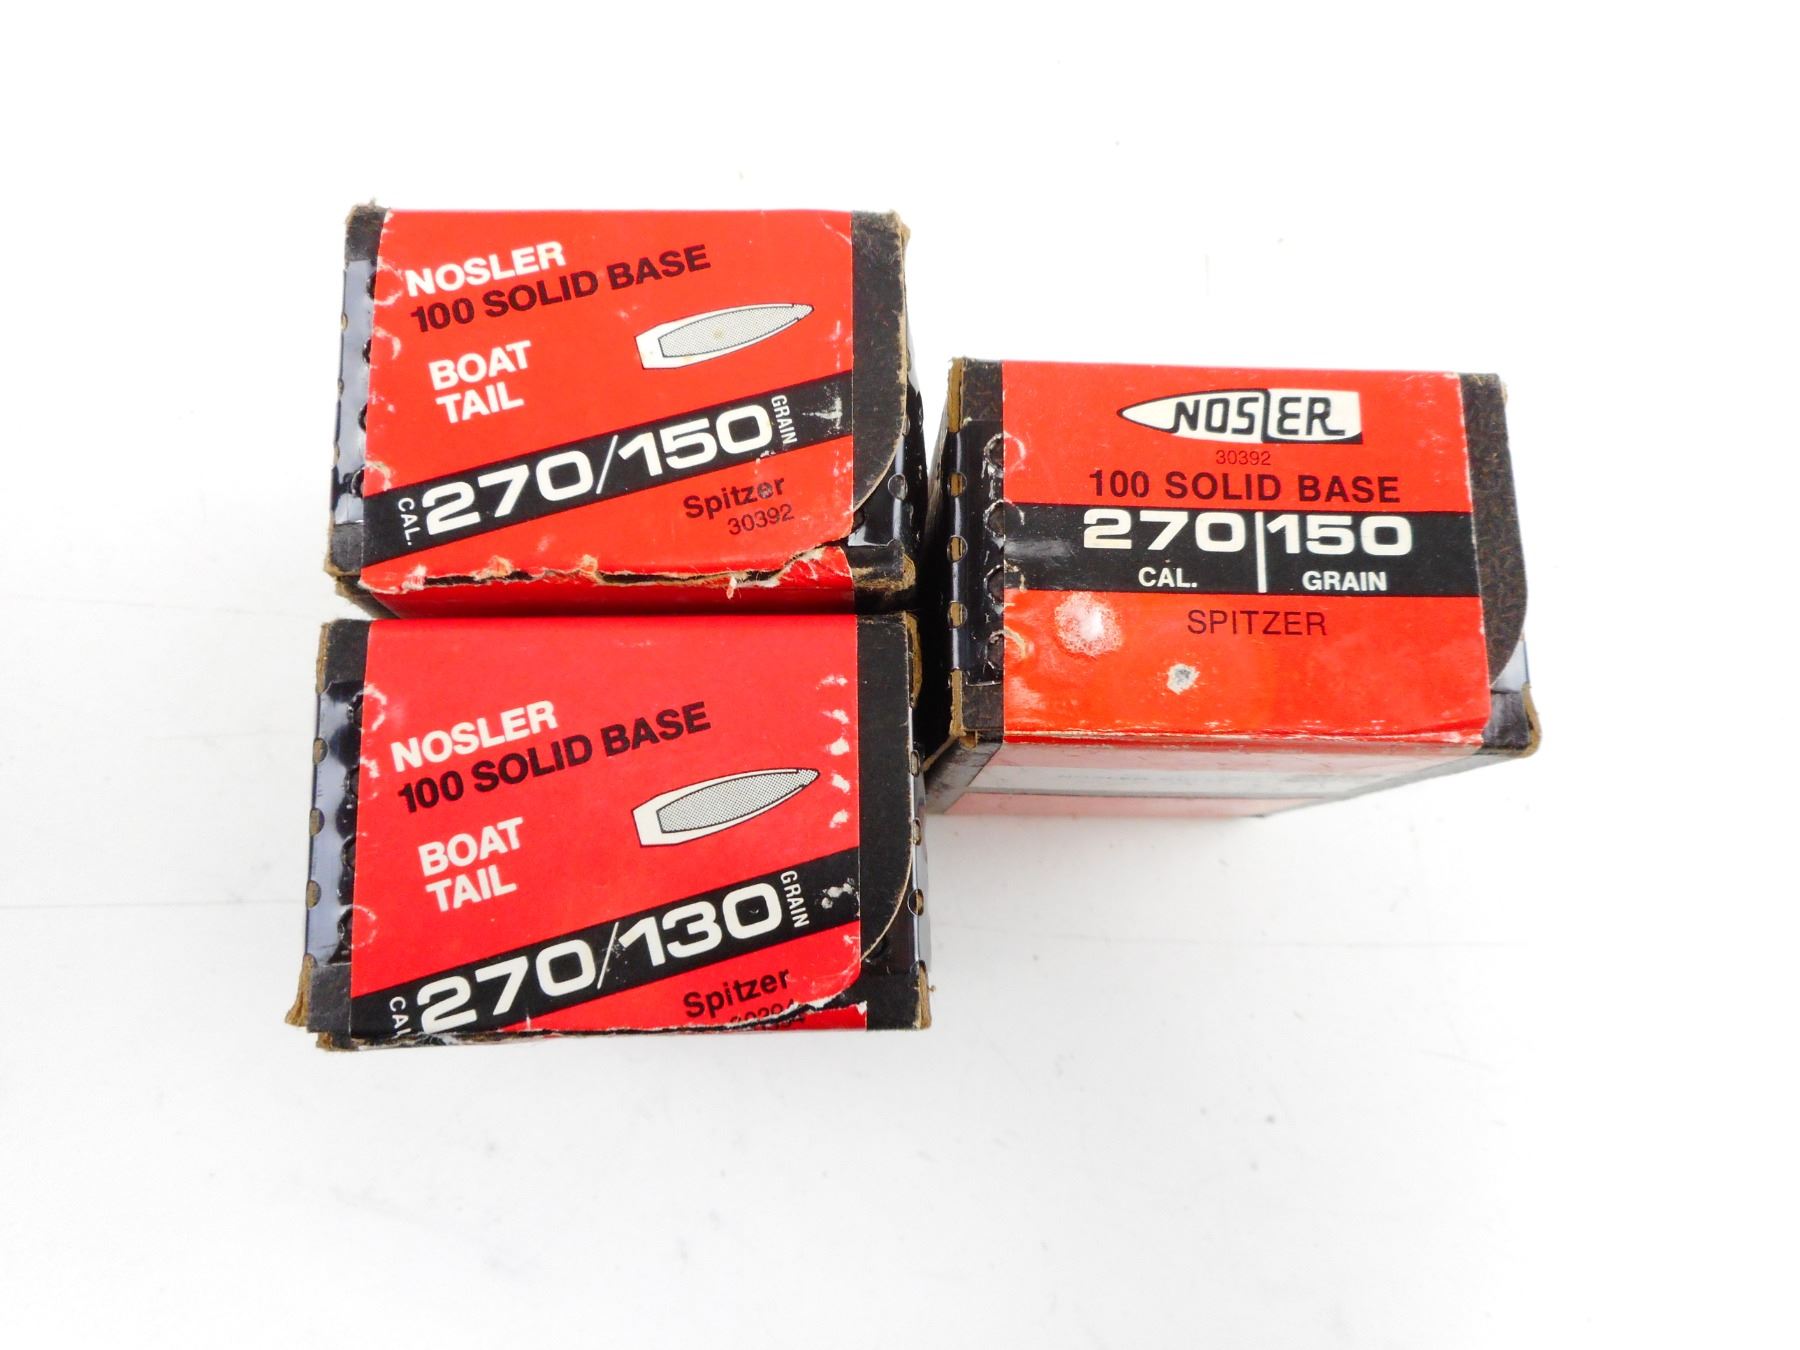 NOSLER
100 SOLID BASE
BOAT
TAIL
CAL. 270/150 GRAIN
Spitzer
30392
NOSLER
30392
100 SOLID BASE
270|150
CAL. GRAIN
SPITZER
NOSLER
100 SOLID BASE
BOAT
TAIL
CAL 270/130 GRAIN
Spitzer